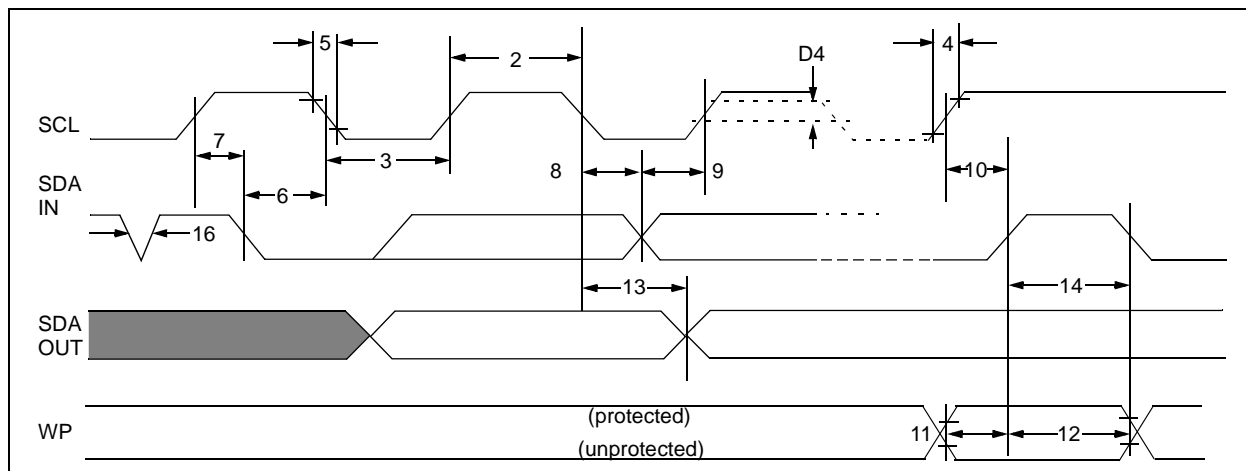 5
2
D4
4
SCL
7
3
8
9
10
SDA
IN
6
16
13
14
SDA
OUT
(protected)
WP
11
12
(unprotected)